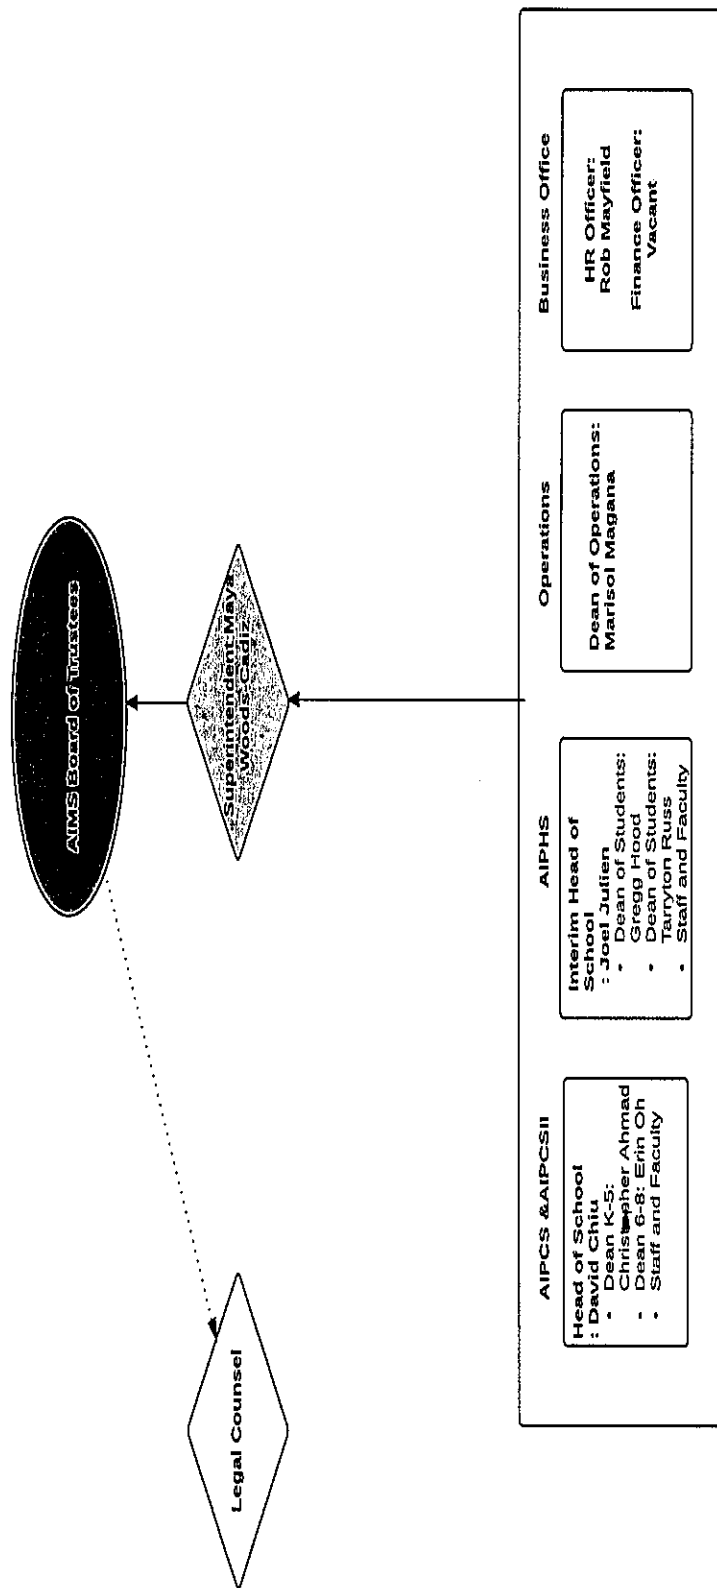 AIMS Board of Trustees
Legal Counsel
Superintendent Maya
Woods-Cadiz
AIPCS &AIPCSII
Head of School
: David Chiu
• Dean K-5:
Christopher Ahmad
• Dean 6-8: Erin Oh
• Staff and Faculty
AIPHS
Interim Head of
School
: Joel Julien
• Dean of Students:
Gregg Hood
• Dean of Students:
Tarryton Russ
• Staff and Faculty
Operations
Dean of Operations:
Marisol Magana
Business Office
HR Officer:
Rob Mayfield
Finance Officer:
Vacant